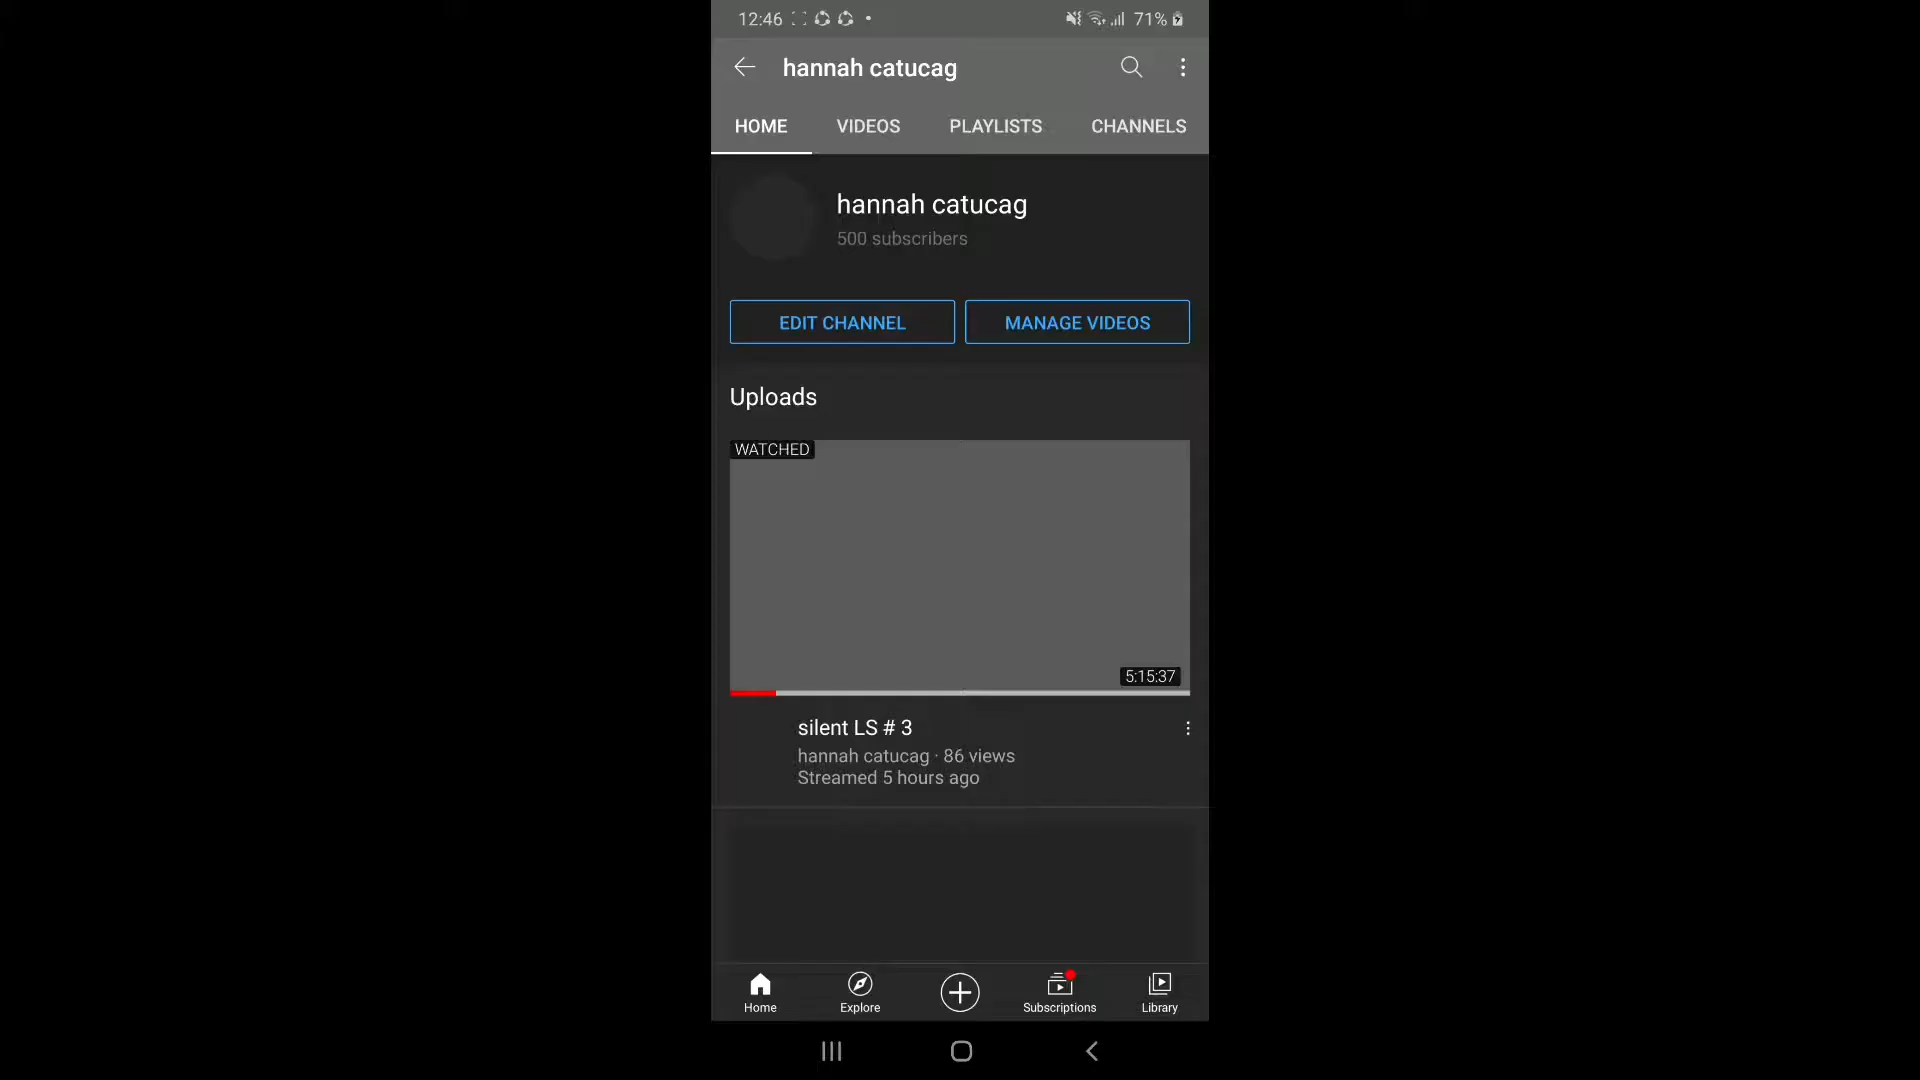 12:46 71%
hannah catucag
HOME VIDEOS PLAYLISTS CHANNELS
hannah catucag
500 subscribers
EDIT CHANNEL MANAGE VIDEOS
Uploads
WATCHED
5:15:37
silent LS # 3
hannah catucag · 86 views
Streamed 5 hours ago
Home Explore Subscriptions Library